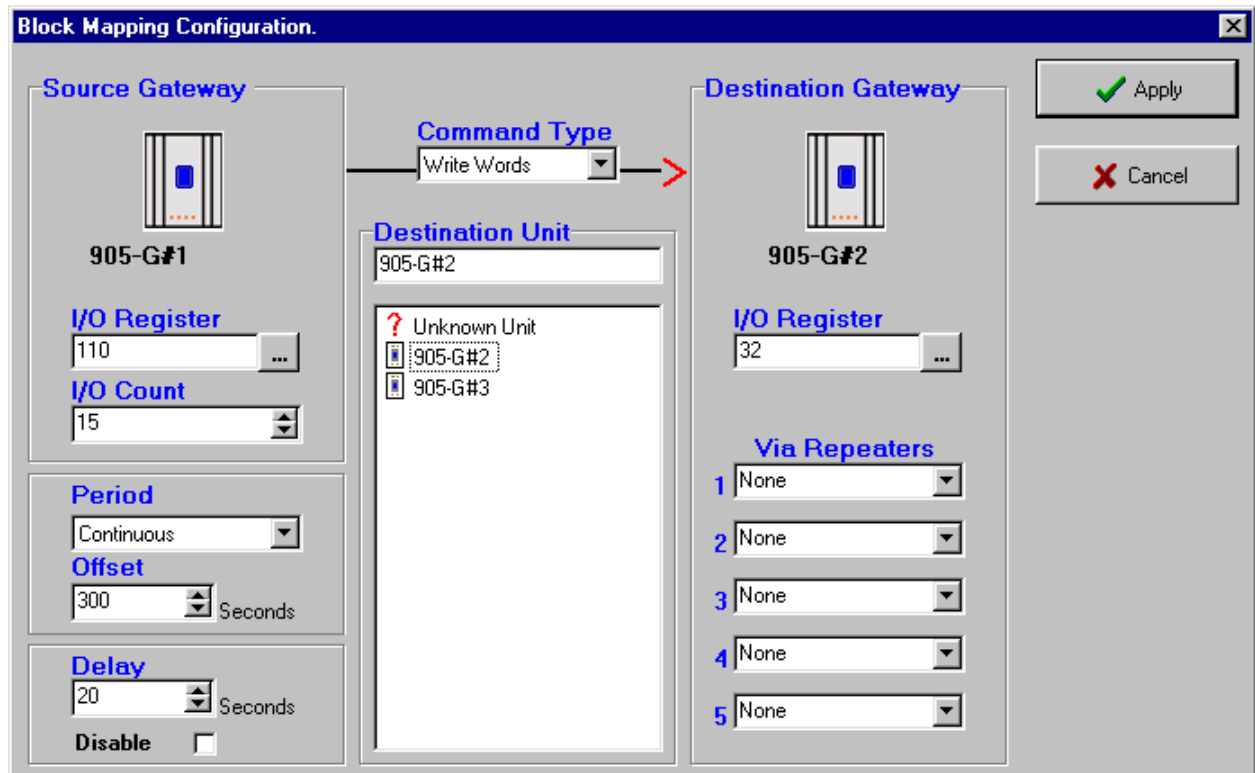 Block Mapping Configuration.
Source Gateway
905-G#1
I/O Register
110
...
I/O Count
15
Period
Continuous
Offset
300
Seconds
Delay
20
Seconds
Disable
Command Type
Write Words
>
Destination Unit
905-G#2
? Unknown Unit
905-G#2
905-G#3
Destination Gateway
905-G#2
I/O Register
32
...
Via Repeaters
1 None
2 None
3 None
4 None
5 None
Apply
Cancel